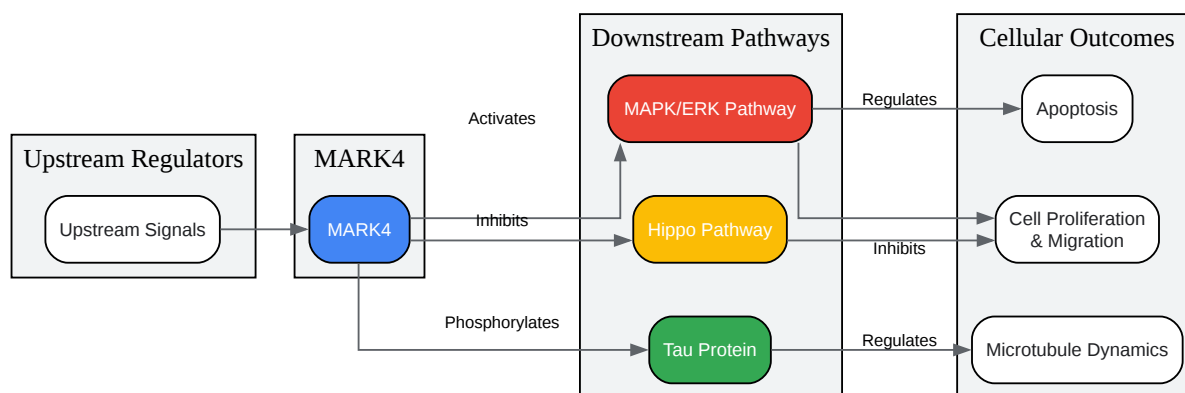 Downstream Pathways
Cellular Outcomes
MAPK/ERK Pathway
Regulates
Apoptosis
Activates
Upstream Regulators
MARK4
Upstream Signals
MARK4
Inhibits
Hippo Pathway
Inhibits
Cell Proliferation
& Migration
Phosphorylates
Tau Protein
Regulates
Microtubule Dynamics